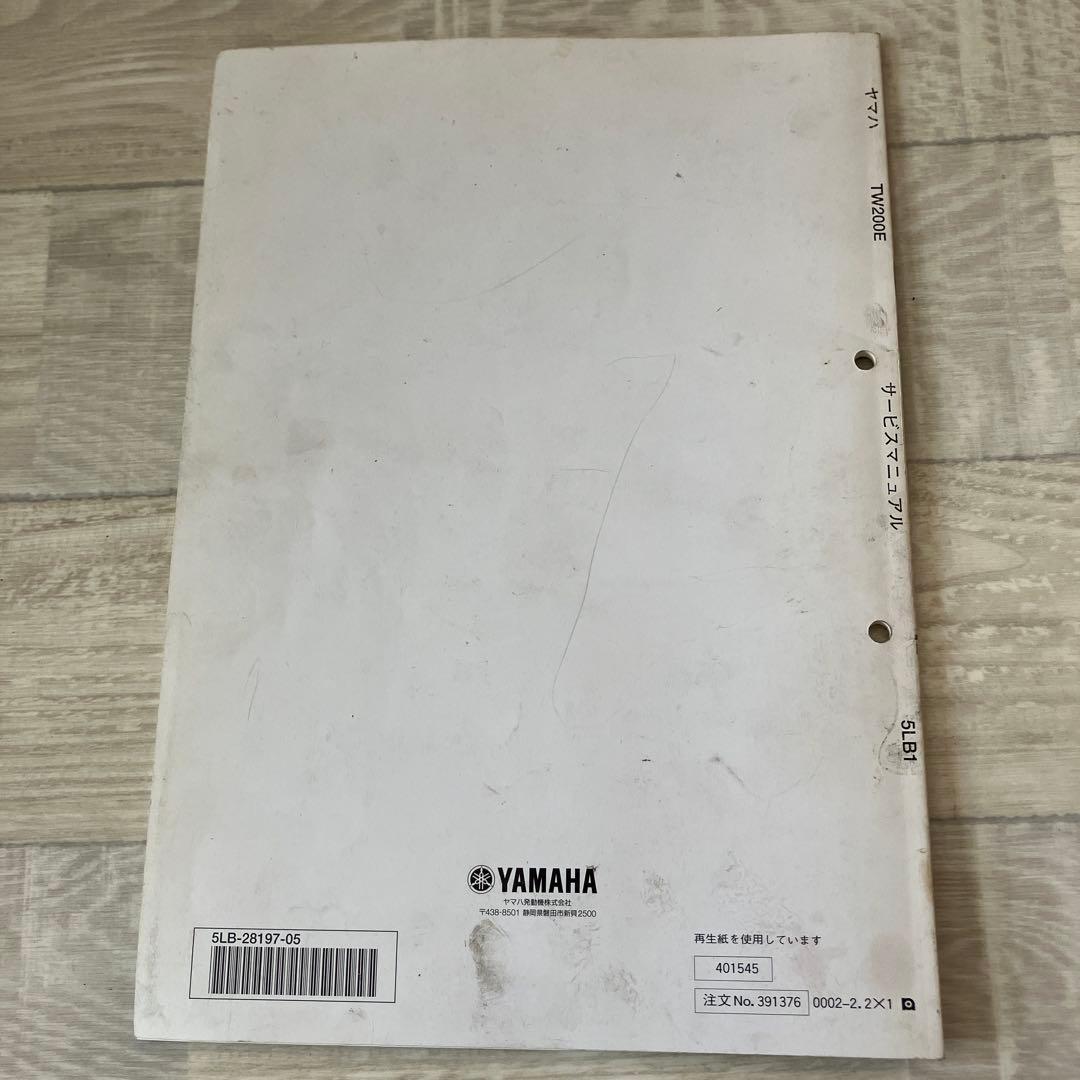 ヤマハ
TW200E
サービスマニュアル
5LB1
YAMAHA
ヤマハ発動機株式会社
〒438-8501 静岡県磐田市新貝2500
5LB-28197-05
再生紙を使用しています
401545
注文No. 391376 0002-2.2×1